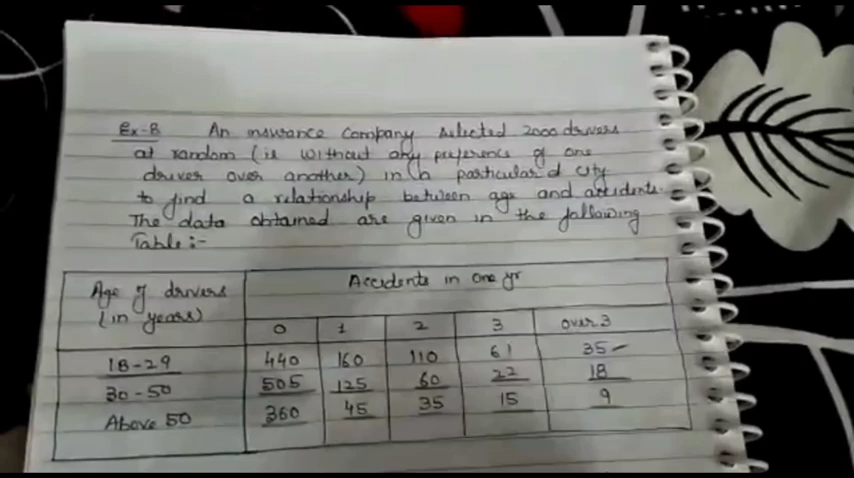 Ex-8 An insurance Company selected 2000 drivers
at random (ie without any preference of one
driver over another) in a particular city
to find a relationship between age and accidents.
The data obtained are given in the following
Table:-
Age of drivers (in years) Accidents in one yr
0 1 2 3 over 3
18-29 440 160 110 61 35
30-50 505 125 60 22 18
Above 50 360 45 35 15 9